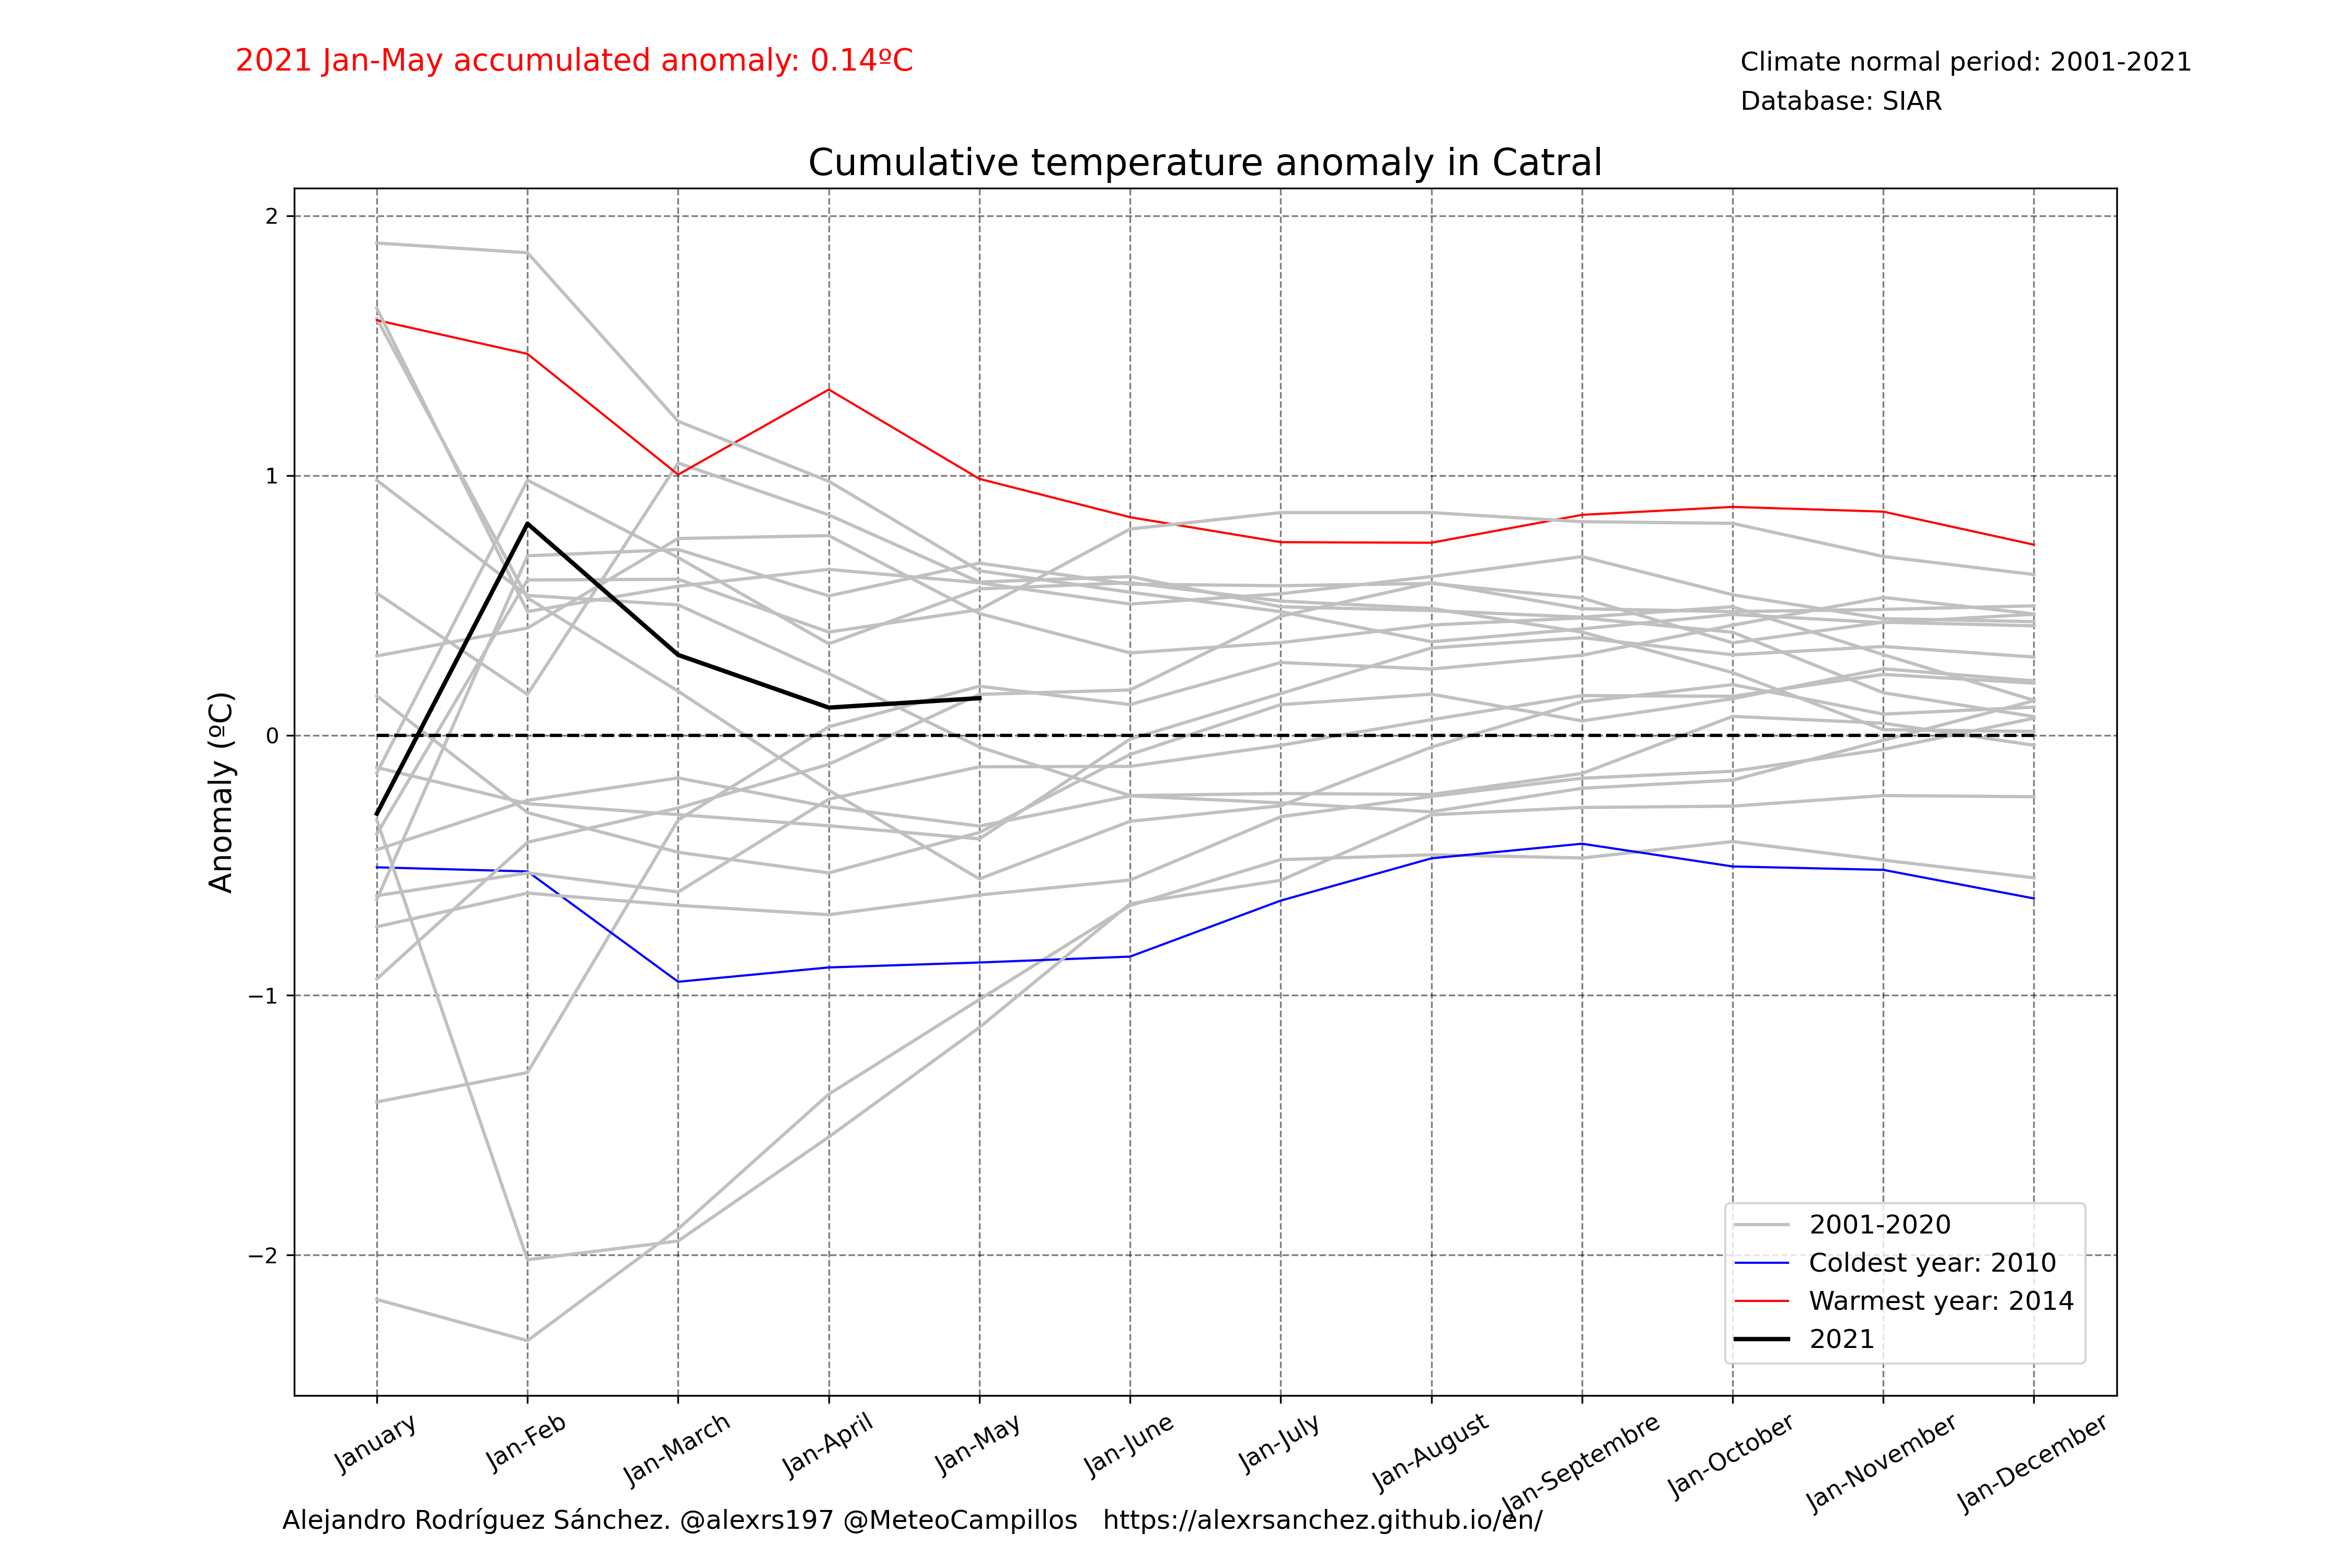 2021 Jan-May accumulated anomaly: 0.14ºC
Climate normal period: 2001-2021
Database: SIAR
Cumulative temperature anomaly in Catral
Anomaly (ºC)
2
1
0
−1
−2
2001-2020
Coldest year: 2010
Warmest year: 2014
2021
January
Jan-Feb
Jan-March
Jan-April
Jan-May
Jan-June
Jan-July
Jan-August
Jan-Septembre
Jan-October
Jan-November
Jan-December
Alejandro Rodríguez Sánchez. @alexrs197 @MeteoCampillos   https://alexrsanchez.github.io/en/